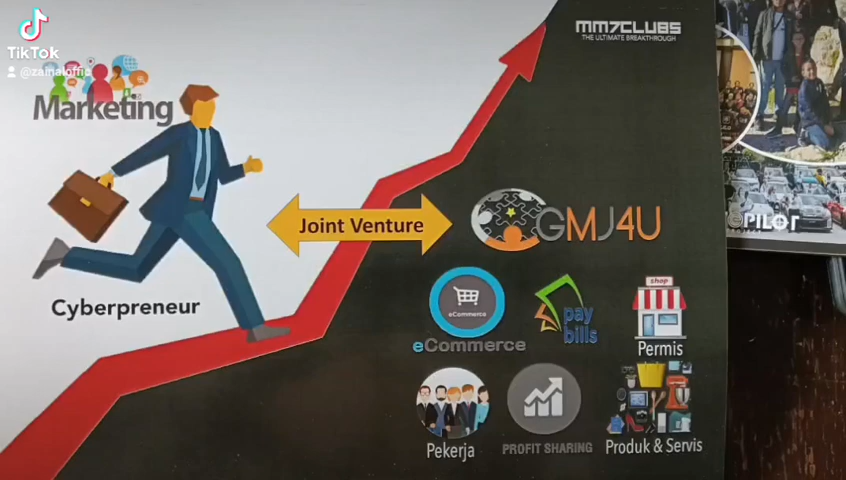 TikTok
@zainaloffic
MM7CLUBS
THE ULTIMATE BREAKTHROUGH
Marketing
Joint Venture
GMJ4U
Cyberpreneur
eCommerce
eCommerce
pay
bills
shop
Permis
PILOT
Pekerja
PROFIT SHARING
Produk & Servis